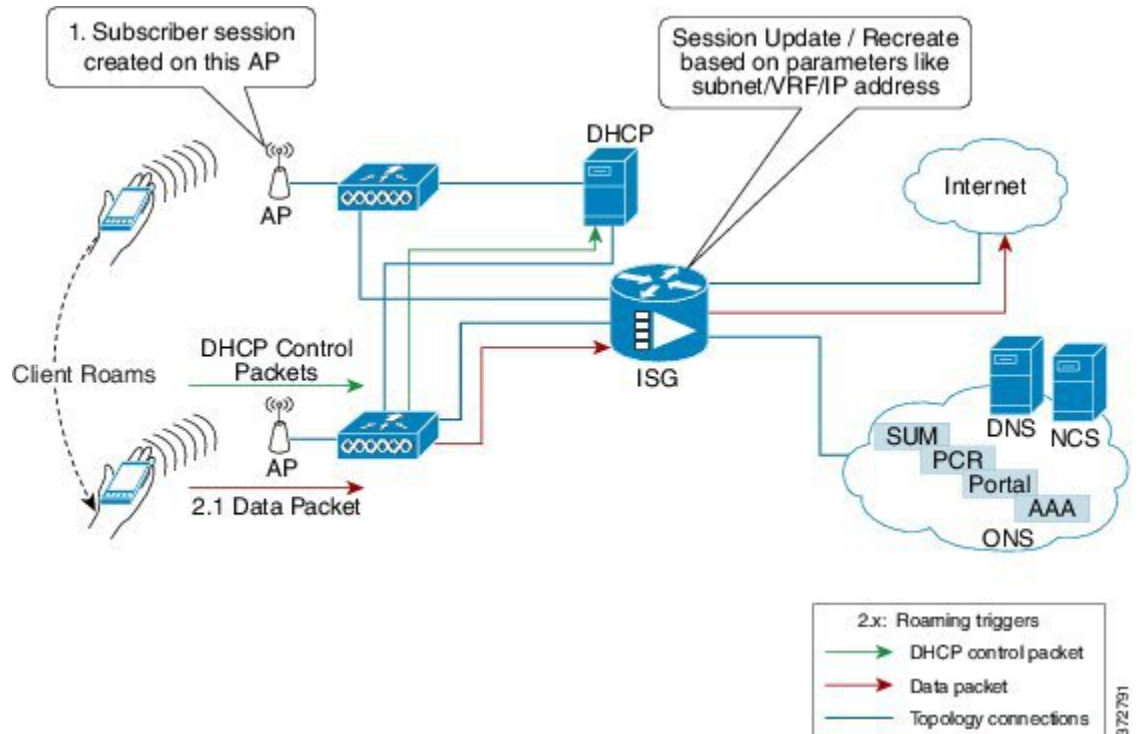 1. Subscriber session
created on this AP
Session Update / Recreate
based on parameters like
subnet/VRF/IP address
DHCP
AP
Internet
ISG
Client Roams
DHCP Control
Packets
AP
2.1 Data Packet
DNS
NCS
SUM
PCR
Portal
AAA
ONS
2.x: Roaming triggers
DHCP control packet
Data packet
Topology connections
372791